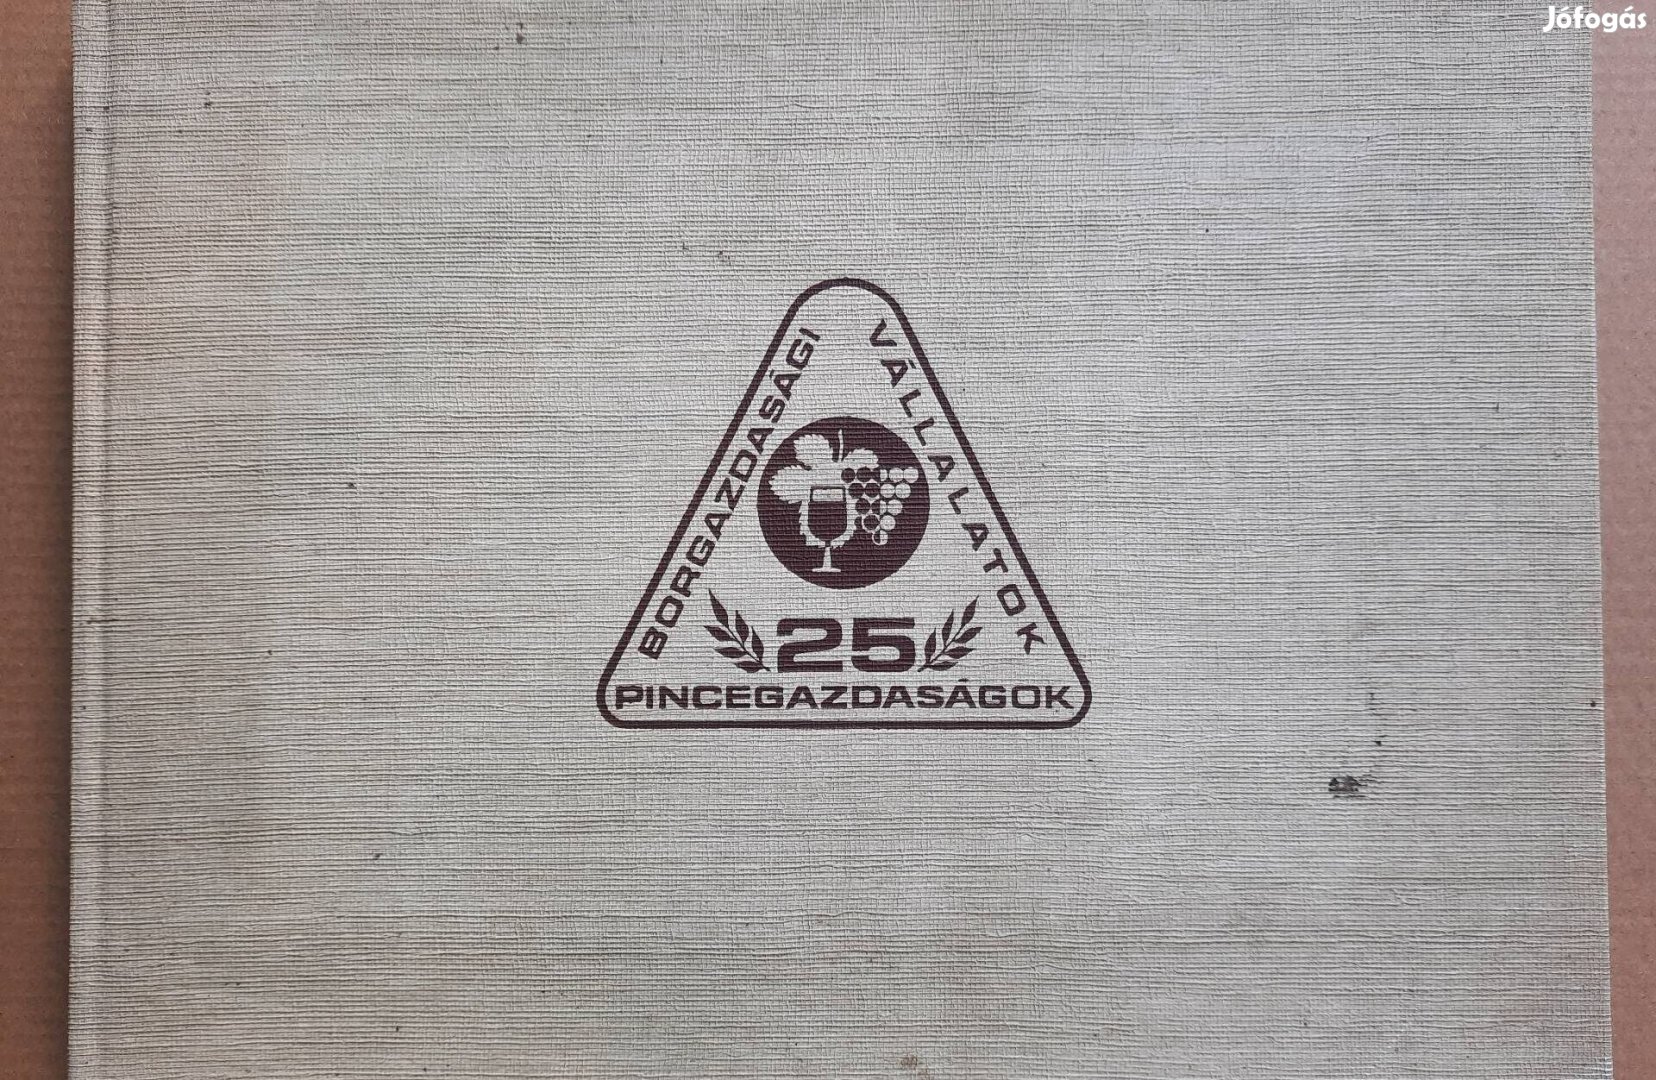 Jófogás
BORGAZDASÁGI
VÁLLALATOK
25
PINCEGAZDASÁGOK